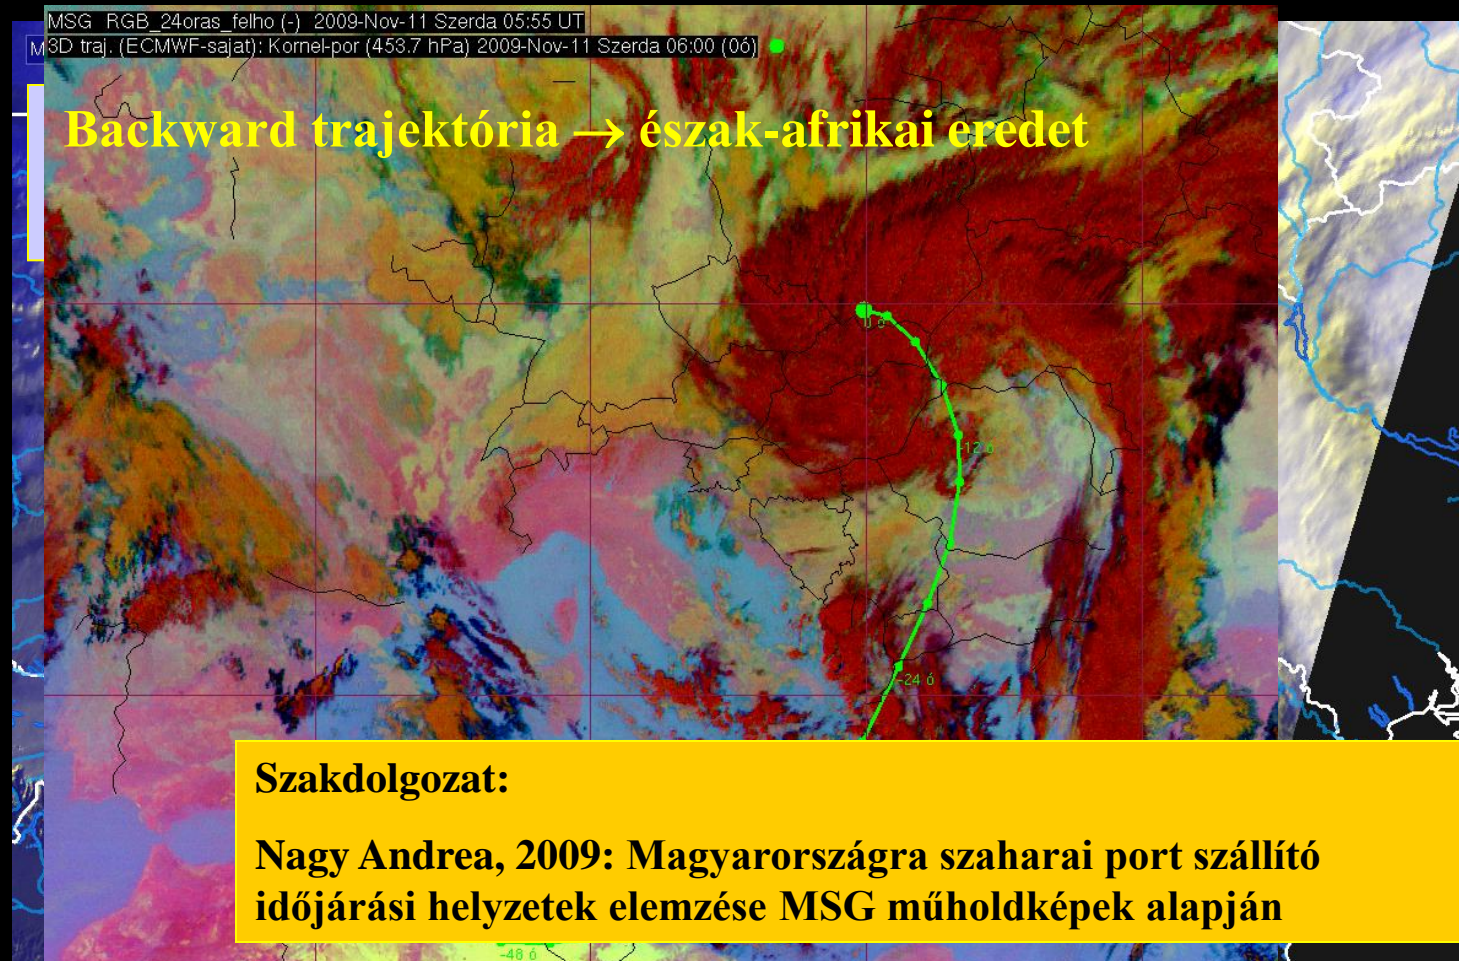 MSG RGB_24oras_felho (-) 2009-Nov-11 Szerda 05:55 UT
M
3D traj. (ECMWF-sajat): Kornel-por (453.7 hPa) 2009-Nov-11 Szerda 06:00 (0ó)
Backward trajektória → észak-afrikai eredet
0 ó
-12 ó
-24 ó
Szakdolgozat:
Nagy Andrea, 2009: Magyarországra szaharai port szállító
időjárási helyzetek elemzése MSG műholdképek alapján
-48 ó